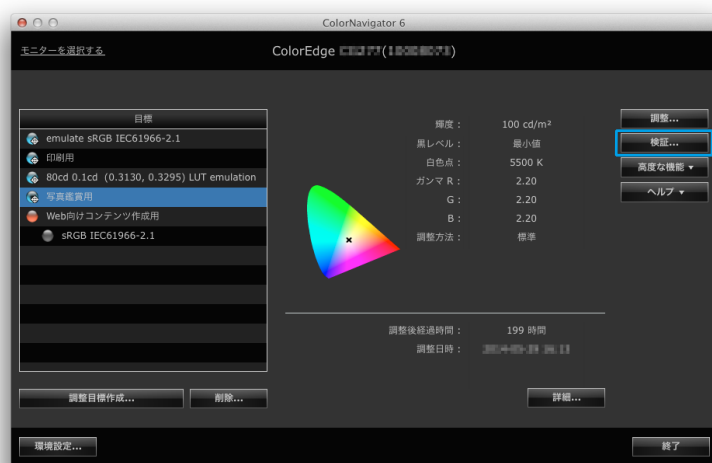 ColorNavigator 6
モニターを選択する
ColorEdge
目標
emulate sRGB IEC61966-2.1
印刷用
80cd 0.1cd (0.3130, 0.3295) LUT emulation
写真鑑賞用
Web向けコンテンツ作成用
sRGB IEC61966-2.1
輝度： 100 cd/m²
黒レベル： 最小値
白色点： 5500 K
ガンマ R： 2.20
G： 2.20
B： 2.20
調整方法： 標準
調整後経過時間： 199 時間
調整日時：
調整...
検証...
高度な機能 ▾
ヘルプ ▾
調整目標作成...
削除...
詳細...
環境設定...
終了